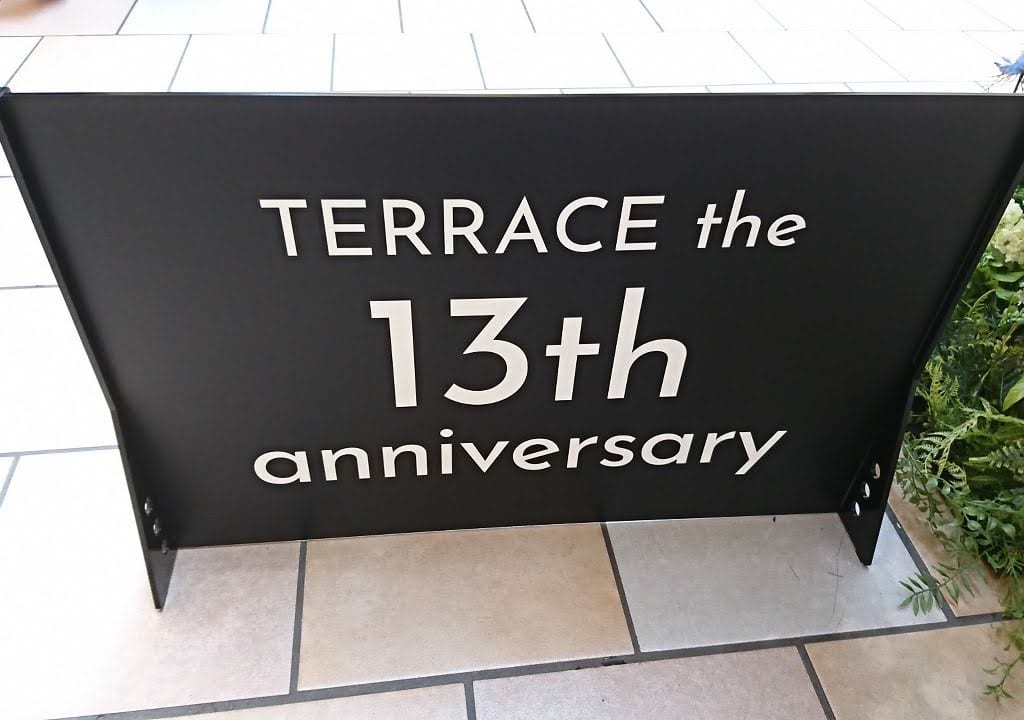 TERRACE the
13th
anniversary